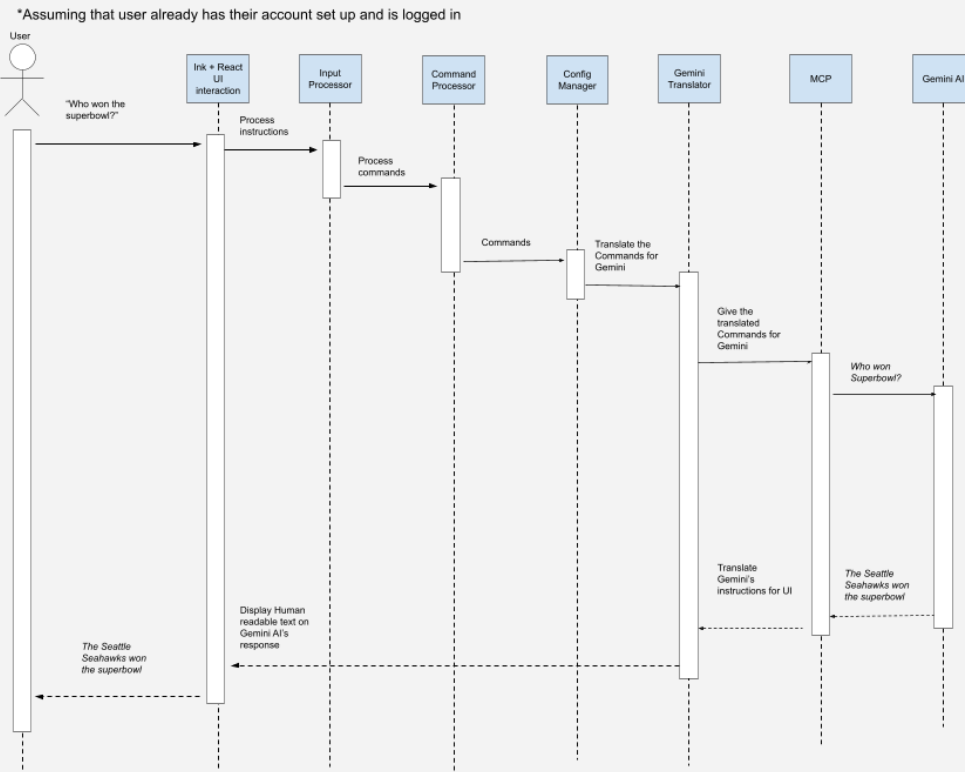 *Assuming that user already has their account set up and is logged in
User
Ink + React
UI
interaction
Input
Processor
Command
Processor
Config
Manager
Gemini
Translator
MCP
Gemini AI
"Who won the
superbowl?"
Process
instructions
Process
commands
Commands
Translate the
Commands for
Gemini
Give the
translated
Commands for
Gemini
Who won
Superbowl?
Translate
Gemini's
instructions for UI
The Seattle
Seahawks won
the superbowl
Display Human
readable text on
Gemini AI's
response
The Seattle
Seahawks won
the superbowl